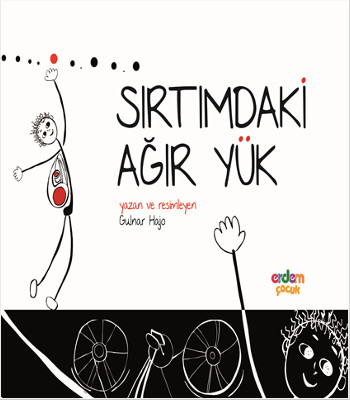 SIRTIMDAKİ
AĞIR YÜK
yazan ve resimleyen
Gulnar Hajo
erdem
çocuk